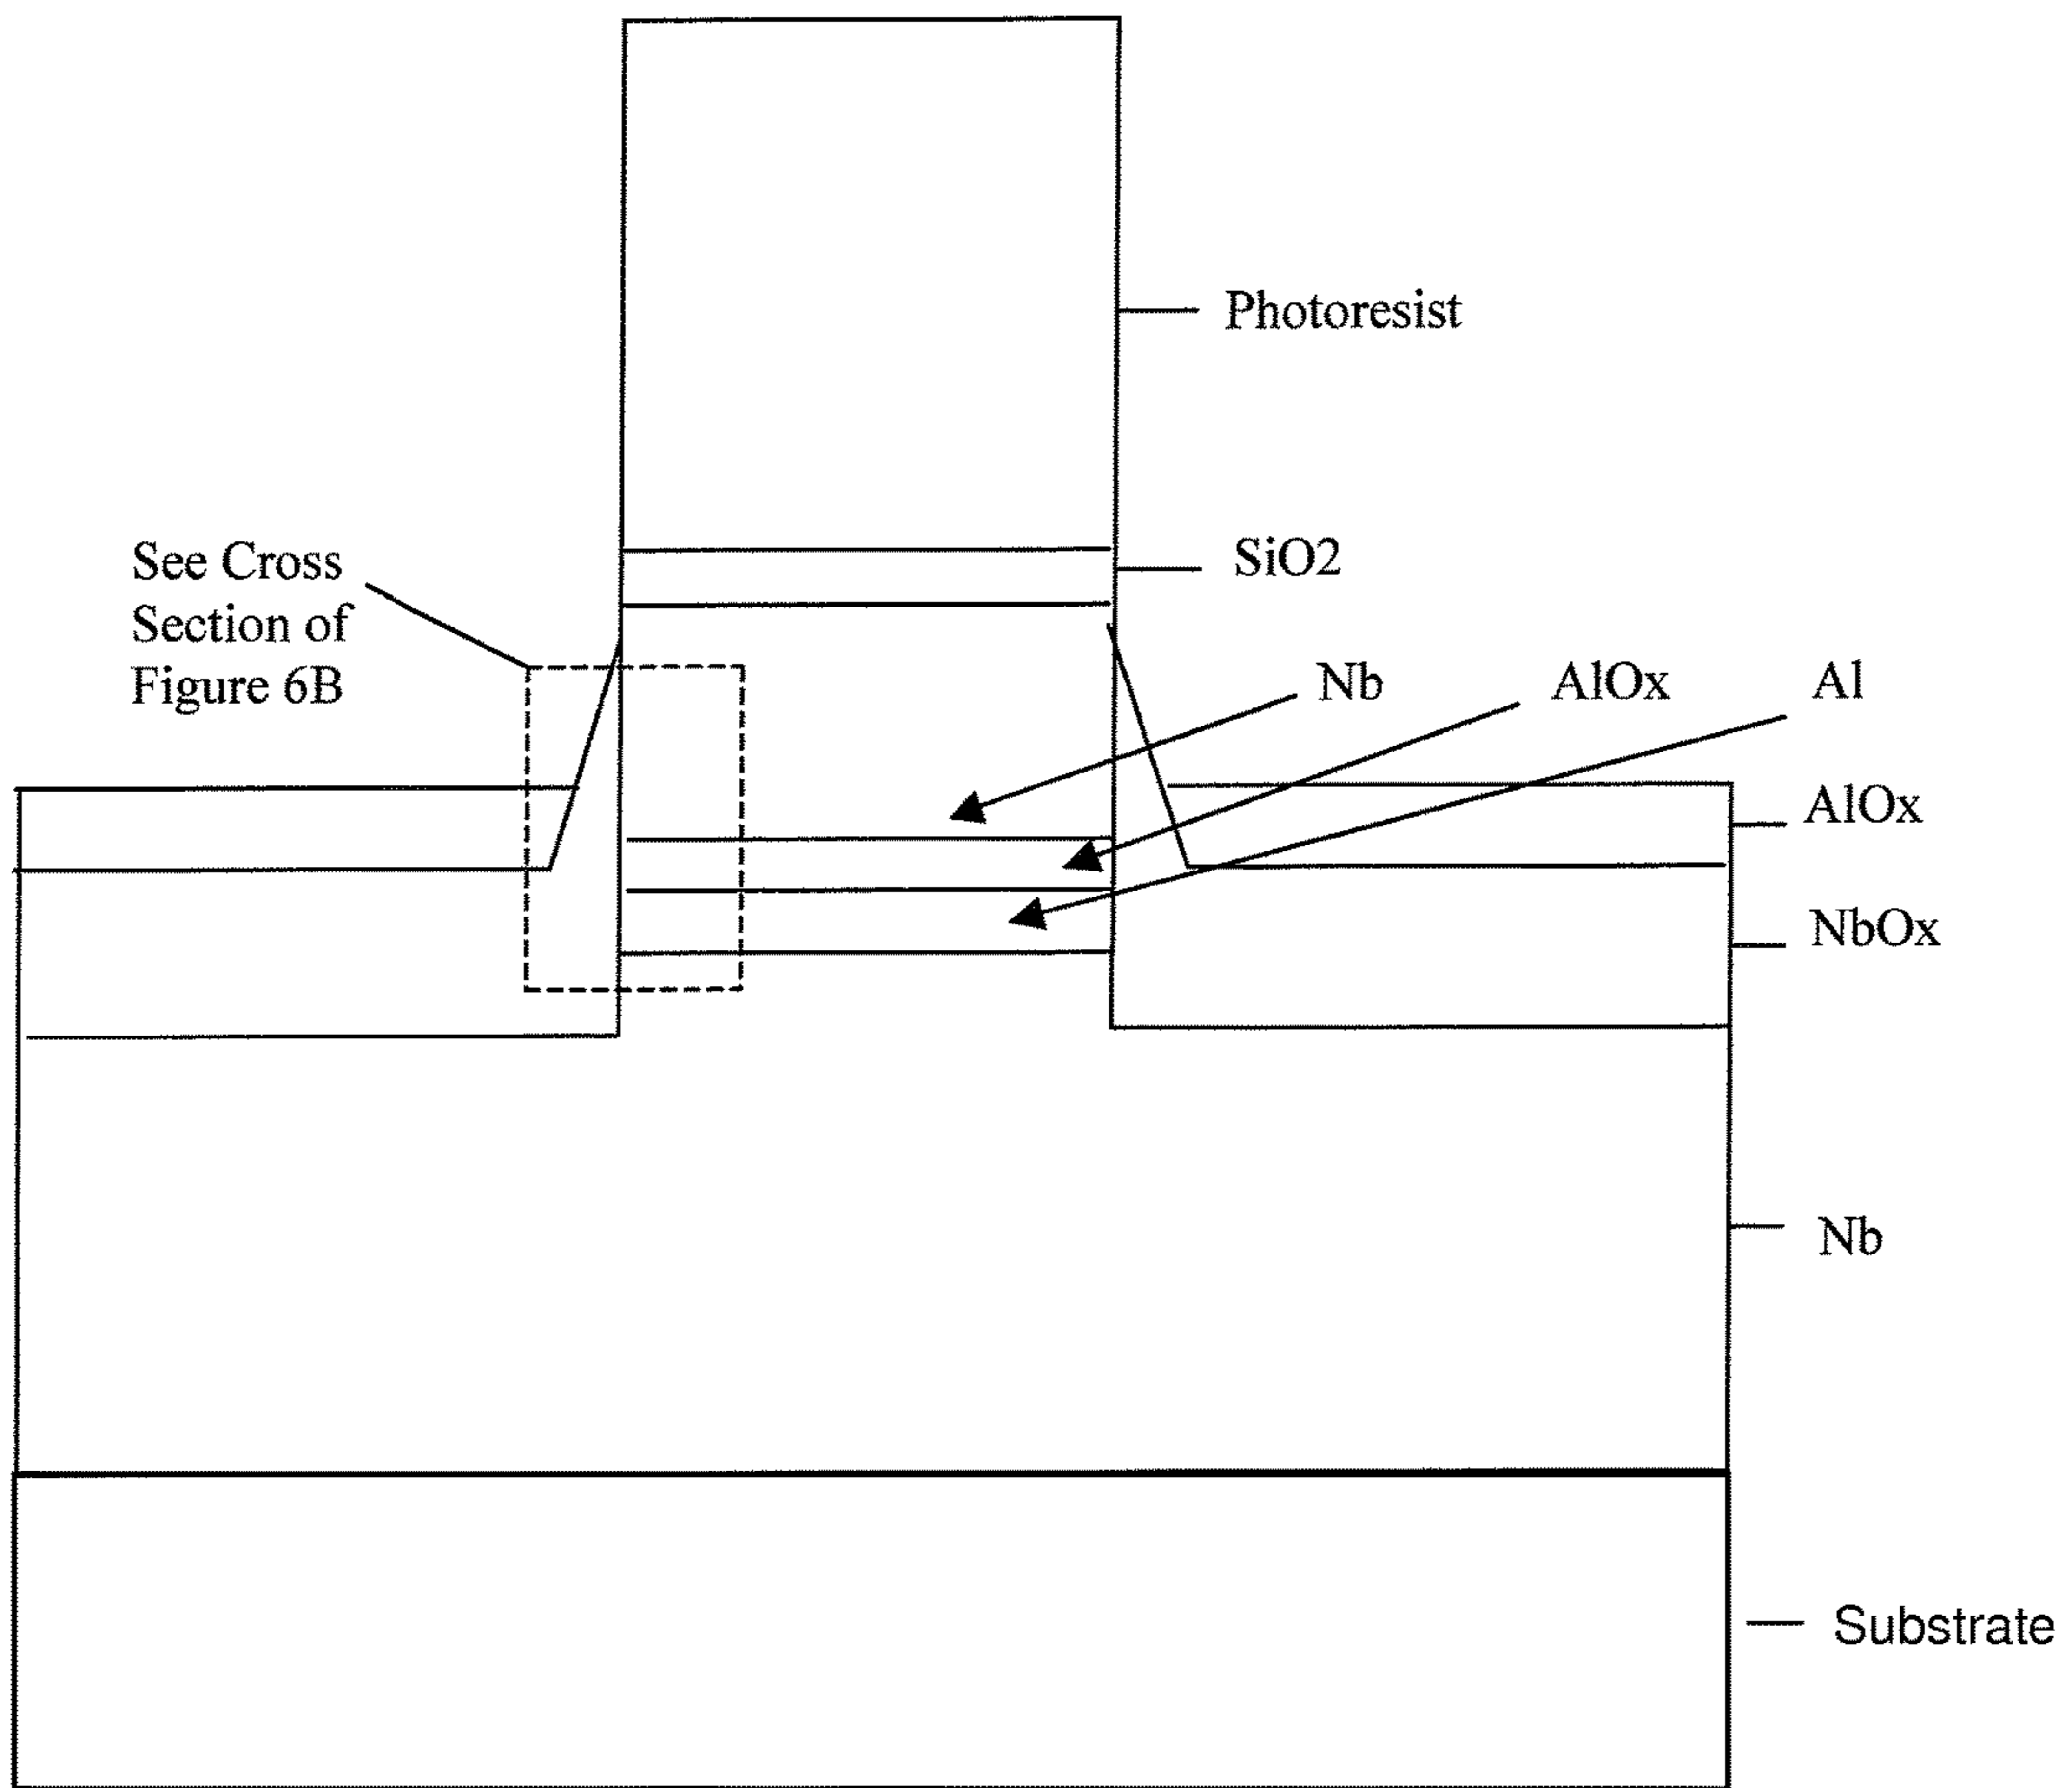 Photoresist
SiO2
See Cross
Section of
Figure 6B
Nb
AlOx
Al
AlOx
NbOx
Nb
Substrate